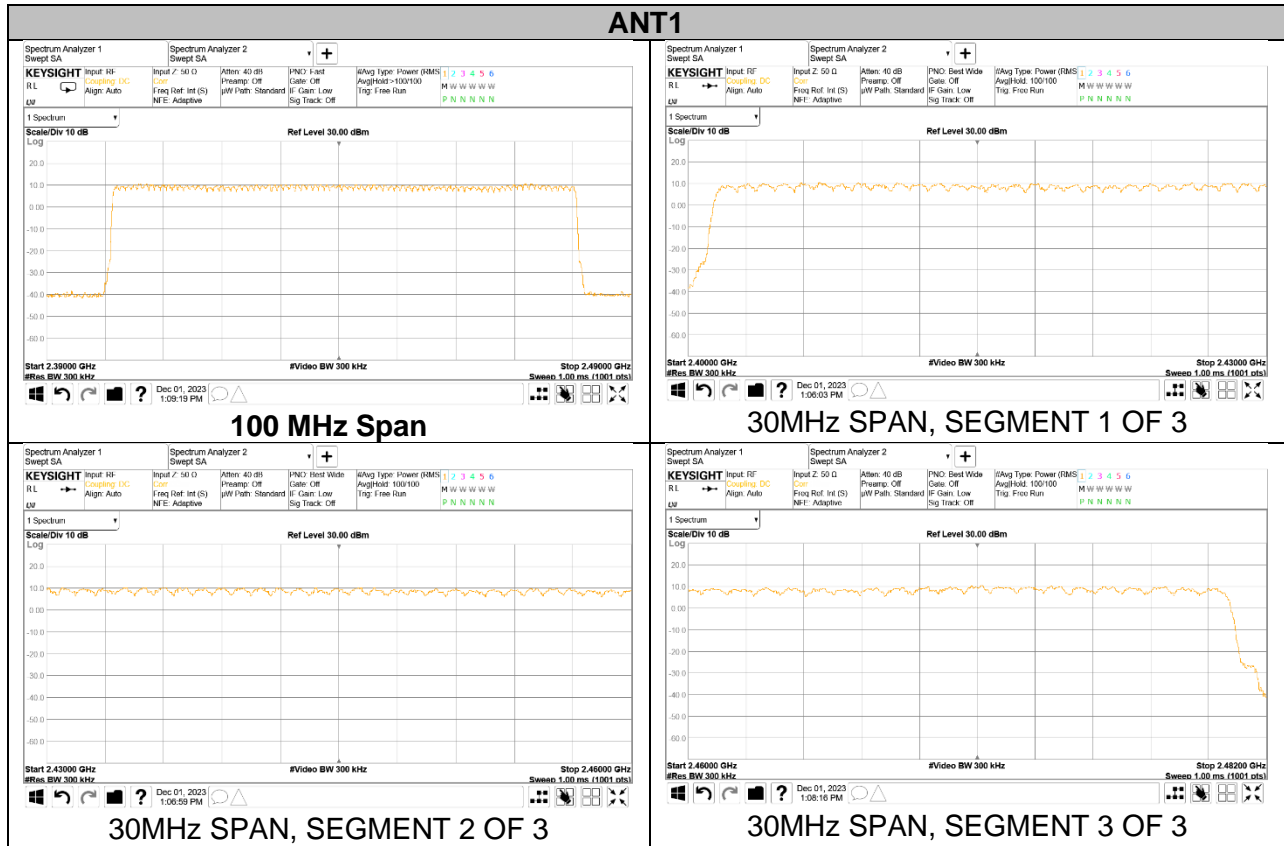 ANT1
Spectrum Analyzer 1
Swept SA
Spectrum Analyzer 2
Swept SA
+
KEYSIGHT
RL
Input: RF
Coupling: DC
Align: Auto
Input Z: 50 Ω
Corr
Freq Ref: Int (S)
NFE: Adaptive
Atten: 40 dB
Preamp: Off
µW Path: Standard
PNO: Fast
Gate: Off
IF Gain: Low
Sig Track: Off
#Avg Type: Power (RMS
Avg|Hold:>100/100
Trig: Free Run
1 2 3 4 5 6
M W W W W W
P N N N N N
1 Spectrum
Scale/Div 10 dB
Ref Level 30.00 dBm
Log
20.0
10.0
0.00
-10.0
-20.0
-30.0
-40.0
-50.0
-60.0
Start 2.39000 GHz
#Video BW 300 kHz
Stop 2.49000 GHz
#Res BW 300 kHz
Sweep 1.00 ms (1001 pts)
?
Dec 01, 2023
1:09:19 PM
100 MHz Span
Spectrum Analyzer 1
Swept SA
Spectrum Analyzer 2
Swept SA
+
KEYSIGHT
RL
Input: RF
Coupling: DC
Align: Auto
Input Z: 50 Ω
Corr
Freq Ref: Int (S)
NFE: Adaptive
Atten: 40 dB
Preamp: Off
µW Path: Standard
PNO: Best Wide
Gate: Off
IF Gain: Low
Sig Track: Off
#Avg Type: Power (RMS
Avg|Hold: 100/100
Trig: Free Run
1 2 3 4 5 6
M W W W W W
P N N N N N
1 Spectrum
Scale/Div 10 dB
Ref Level 30.00 dBm
Log
20.0
10.0
0.00
-10.0
-20.0
-30.0
-40.0
-50.0
-60.0
Start 2.40000 GHz
#Video BW 300 kHz
Stop 2.43000 GHz
#Res BW 300 kHz
Sweep 1.00 ms (1001 pts)
?
Dec 01, 2023
1:06:03 PM
30MHz SPAN, SEGMENT 1 OF 3
Spectrum Analyzer 1
Swept SA
Spectrum Analyzer 2
Swept SA
+
KEYSIGHT
RL
Input: RF
Coupling: DC
Align: Auto
Input Z: 50 Ω
Corr
Freq Ref: Int (S)
NFE: Adaptive
Atten: 40 dB
Preamp: Off
µW Path: Standard
PNO: Best Wide
Gate: Off
IF Gain: Low
Sig Track: Off
#Avg Type: Power (RMS
Avg|Hold: 100/100
Trig: Free Run
1 2 3 4 5 6
M W W W W W
P N N N N N
1 Spectrum
Scale/Div 10 dB
Ref Level 30.00 dBm
Log
20.0
10.0
0.00
-10.0
-20.0
-30.0
-40.0
-50.0
-60.0
Start 2.43000 GHz
#Video BW 300 kHz
Stop 2.46000 GHz
#Res BW 300 kHz
Sweep 1.00 ms (1001 pts)
?
Dec 01, 2023
1:06:59 PM
30MHz SPAN, SEGMENT 2 OF 3
Spectrum Analyzer 1
Swept SA
Spectrum Analyzer 2
Swept SA
+
KEYSIGHT
RL
Input: RF
Coupling: DC
Align: Auto
Input Z: 50 Ω
Corr
Freq Ref: Int (S)
NFE: Adaptive
Atten: 40 dB
Preamp: Off
µW Path: Standard
PNO: Best Wide
Gate: Off
IF Gain: Low
Sig Track: Off
#Avg Type: Power (RMS
Avg|Hold: 100/100
Trig: Free Run
1 2 3 4 5 6
M W W W W W
P N N N N N
1 Spectrum
Scale/Div 10 dB
Ref Level 30.00 dBm
Log
20.0
10.0
0.00
-10.0
-20.0
-30.0
-40.0
-50.0
-60.0
Start 2.46000 GHz
#Video BW 300 kHz
Stop 2.48200 GHz
#Res BW 300 kHz
Sweep 1.00 ms (1001 pts)
?
Dec 01, 2023
1:08:16 PM
30MHz SPAN, SEGMENT 3 OF 3